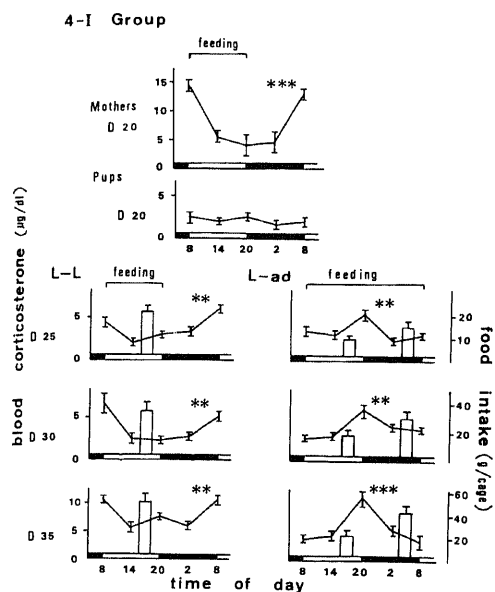 4-I Group
feeding
15
10
5
0
***
Mothers
D 20
Pups
D 20
5
0
8 14 20 2 8
corticosterone (µg/dl)
blood
L-L feeding
L-ad feeding
D 25
5
0
**
**
20
10
food
D 30
5
0
**
**
40
20
intake (g/cage)
D 35
10
5
0
**
***
60
40
20
8 14 20 2 8
8 14 20 2 8
time of day